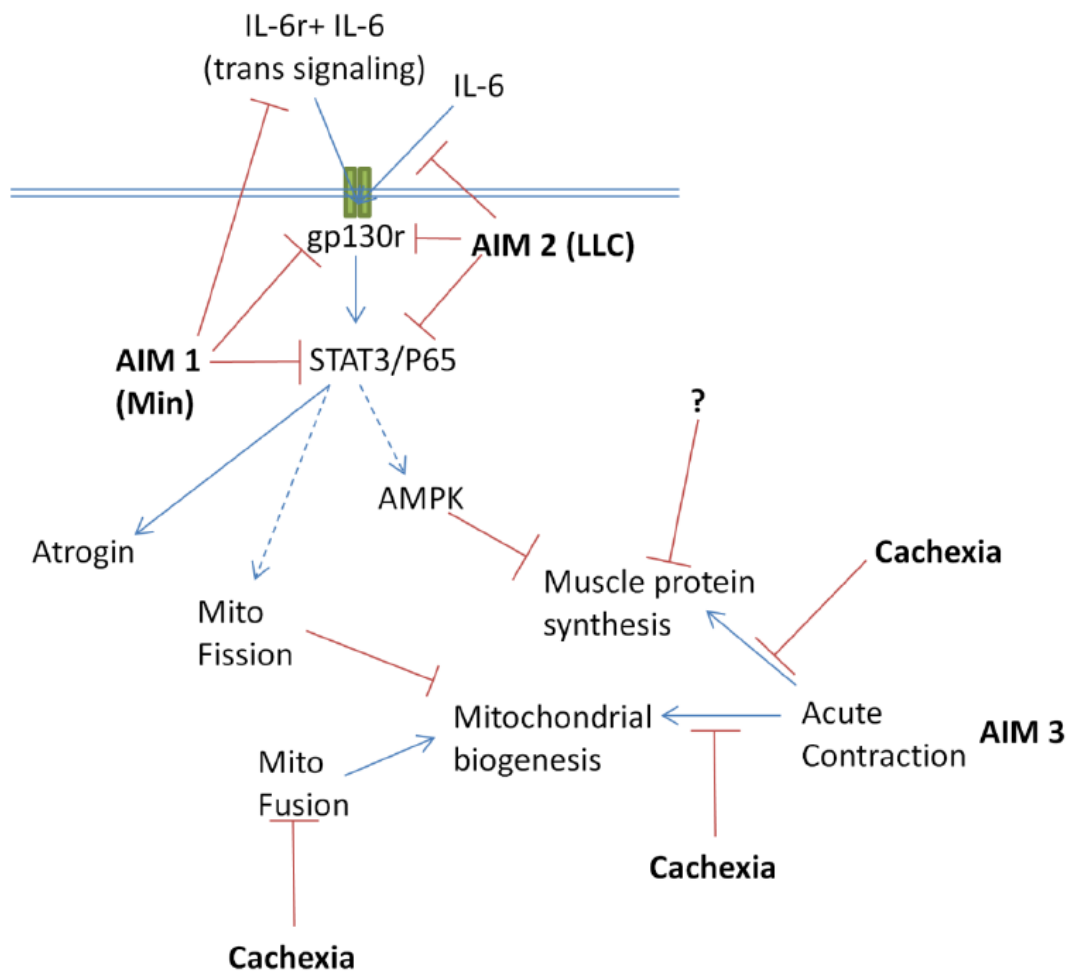 IL-6r+ IL-6
(trans signaling)
IL-6
gp130r
AIM 2 (LLC)
AIM 1
(Min)
STAT3/P65
?
AMPK
Atrogin
Cachexia
Muscle protein
synthesis
Mito
Fission
Mitochondrial
biogenesis
Acute
Contraction
AIM 3
Mito
Fusion
Cachexia
Cachexia